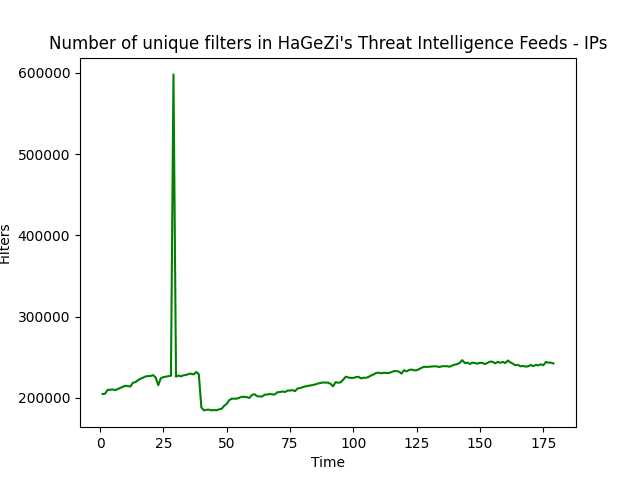 Number of unique filters in HaGeZi's Threat Intelligence Feeds - IPs
600000
500000
400000
300000
200000
Filters
0 25 50 75 100 125 150 175
Time